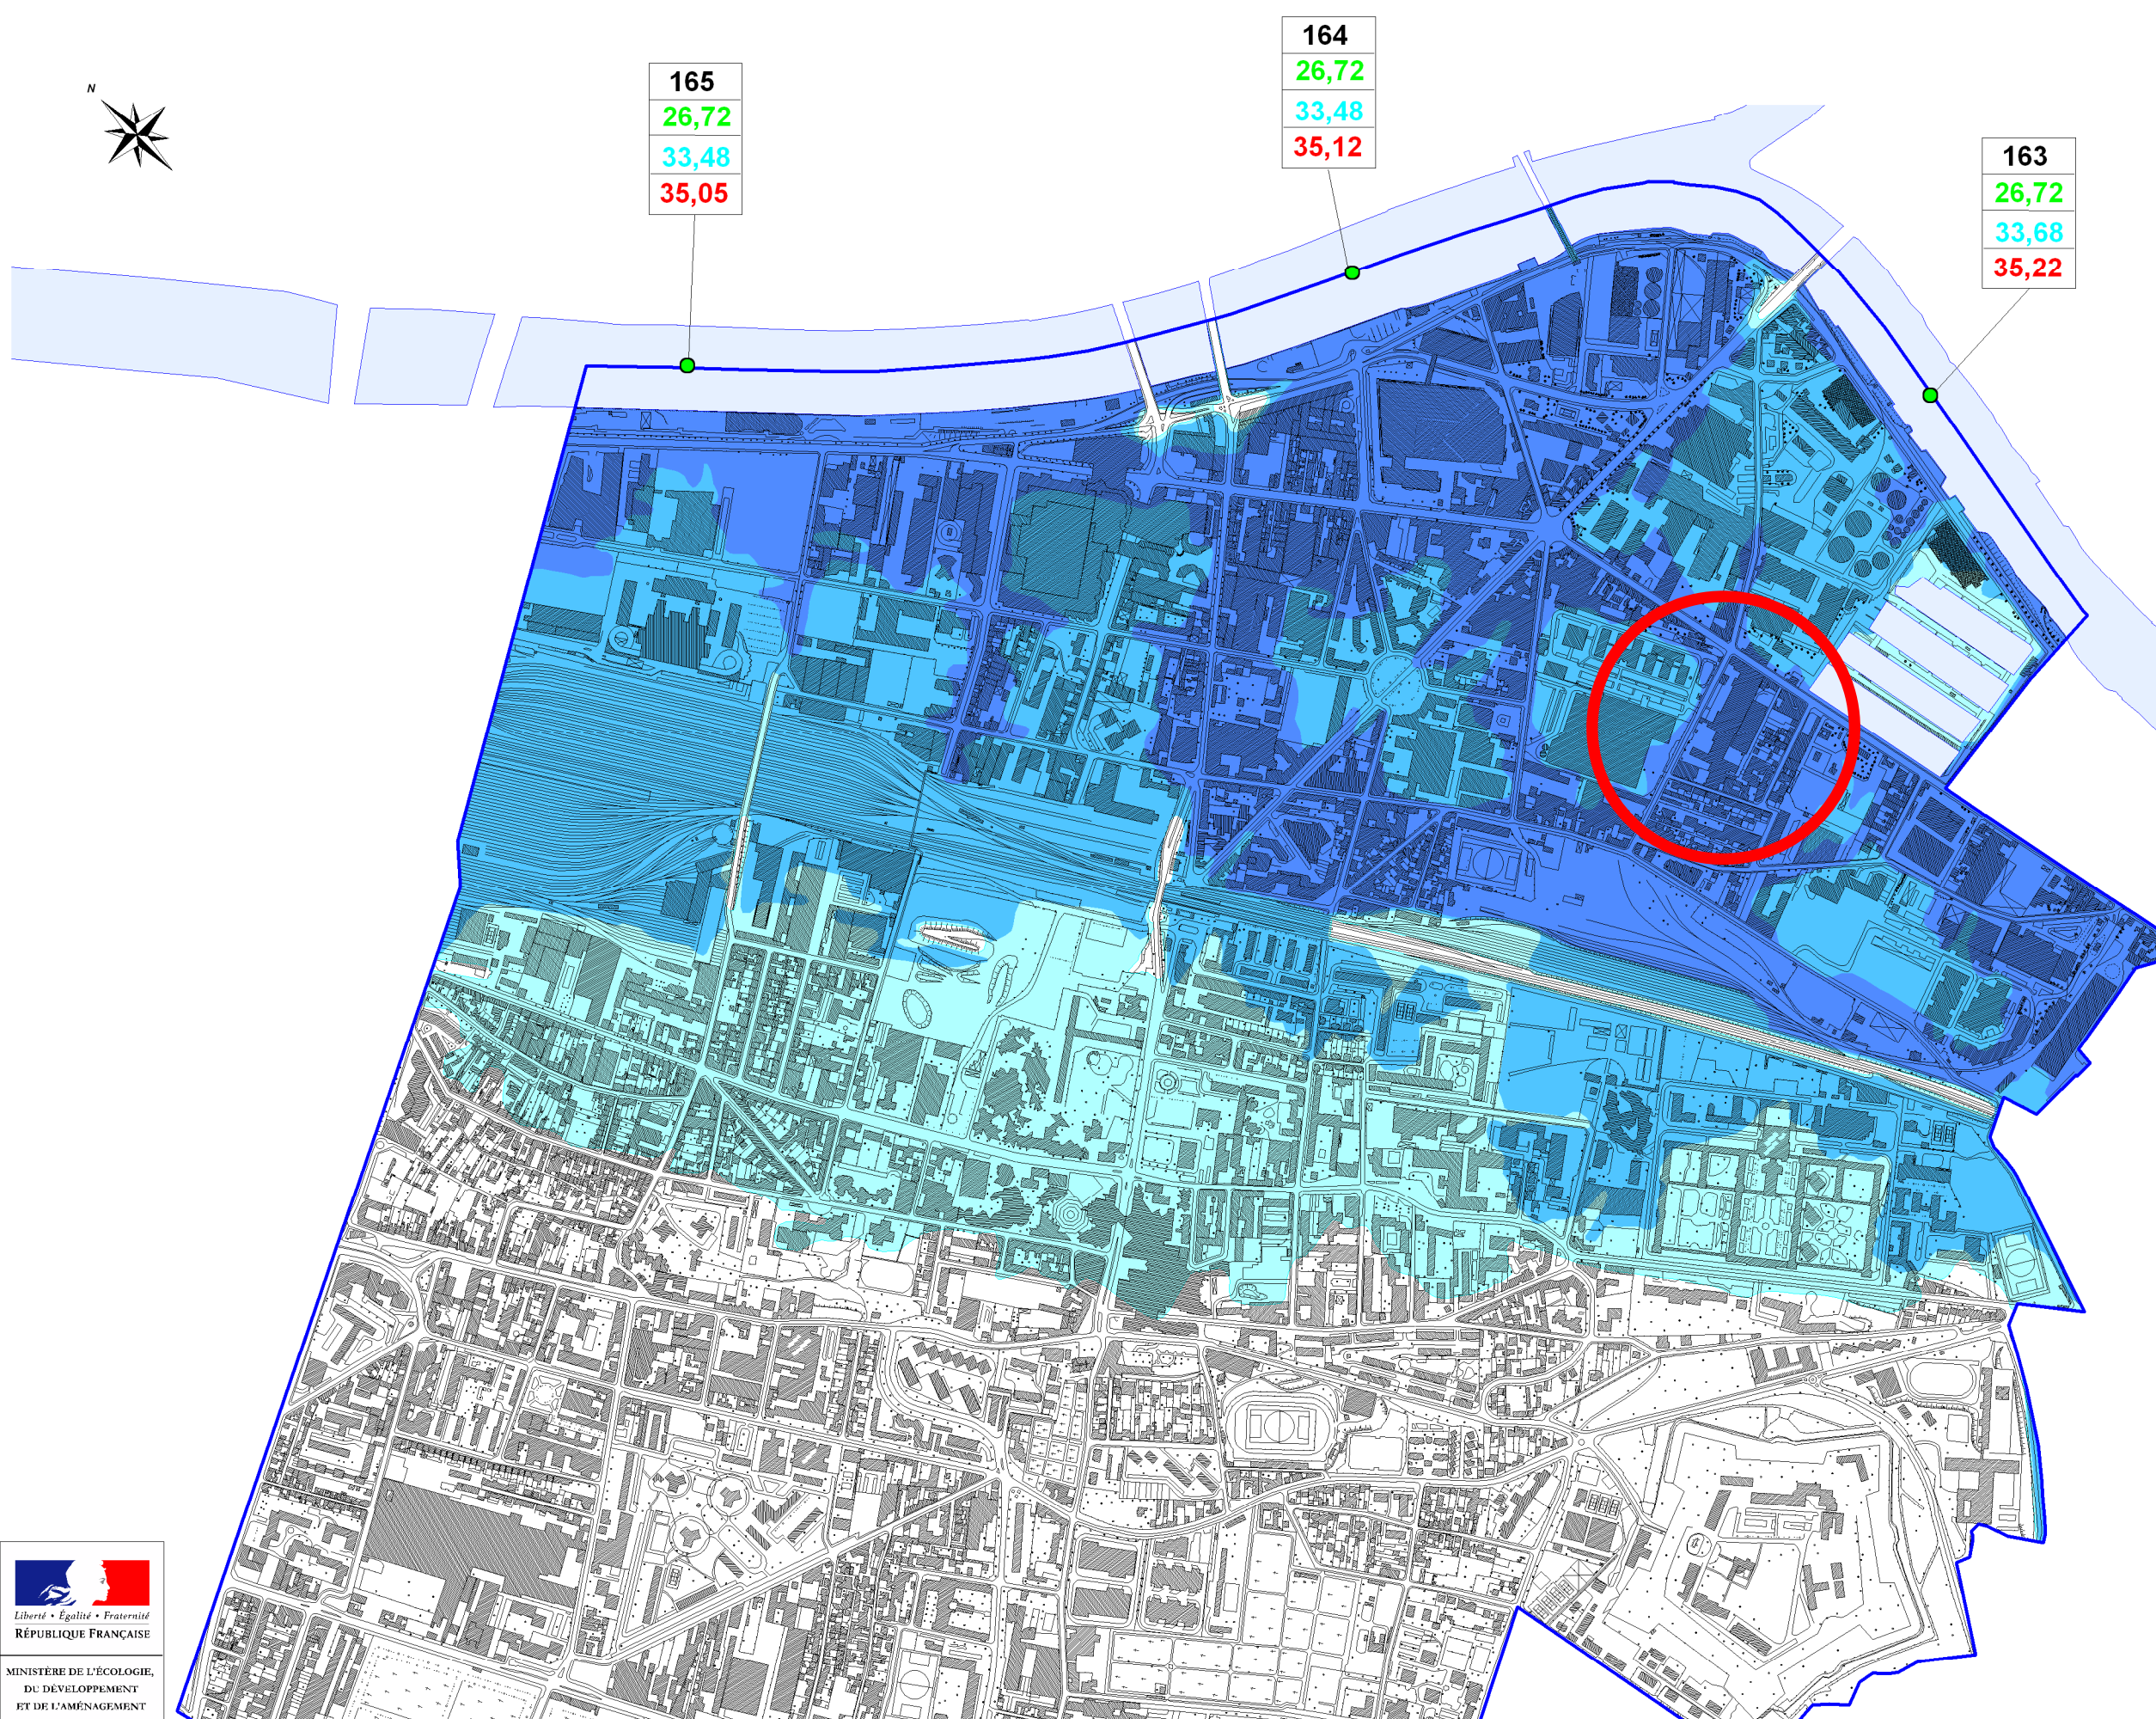 N
165
26,72
33,48
35,05
164
26,72
33,48
35,12
163
26,72
33,68
35,22
Liberté • Égalité • Fraternité
RÉPUBLIQUE FRANÇAISE
MINISTÈRE DE L'ÉCOLOGIE,
DU DÉVELOPPEMENT
ET DE L'AMÉNAGEMENT